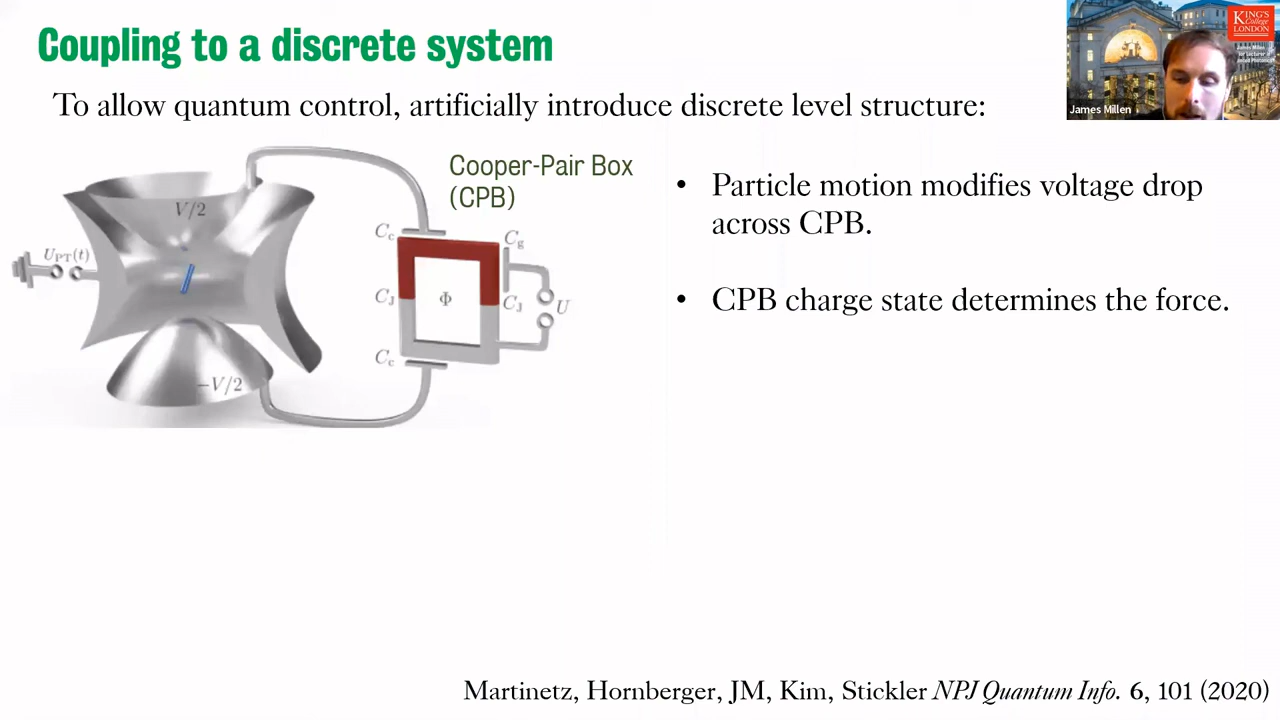 Coupling to a discrete system
To allow quantum control, artificially introduce discrete level structure:
KING'S
College
LONDON
James Millen
James Millen
Cooper-Pair Box
(CPB)
V/2
U_PT(t)
C_c
C_g
C_J
Φ
C_J
U
C_c
−V/2
• Particle motion modifies voltage drop
across CPB.
• CPB charge state determines the force.
Martinetz, Hornberger, JM, Kim, Stickler NPJ Quantum Info. 6, 101 (2020)